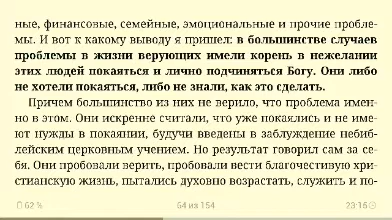 ные, финансовые, семейные, эмоциональные и прочие пробле-
мы. И вот к какому выводу я пришел: в большинстве случаев
проблемы в жизни верующих имели корень в нежелании
этих людей покаяться и лично подчиняться Богу. Они либо
не хотели покаяться, либо не знали, как это сделать.
Причем большинство из них не верило, что проблема имен-
но в этом. Они искренне считали, что уже покаялись и не име-
ют нужды в покаянии, будучи введены в заблуждение небиб-
лейским церковным учением. Но результат говорил сам за се-
бя. Они пробовали верить, пробовали вести благочестивую хри-
стианскую жизнь, пытались духовно возрастать, служить и по-
62 % 64 из 154 23:16